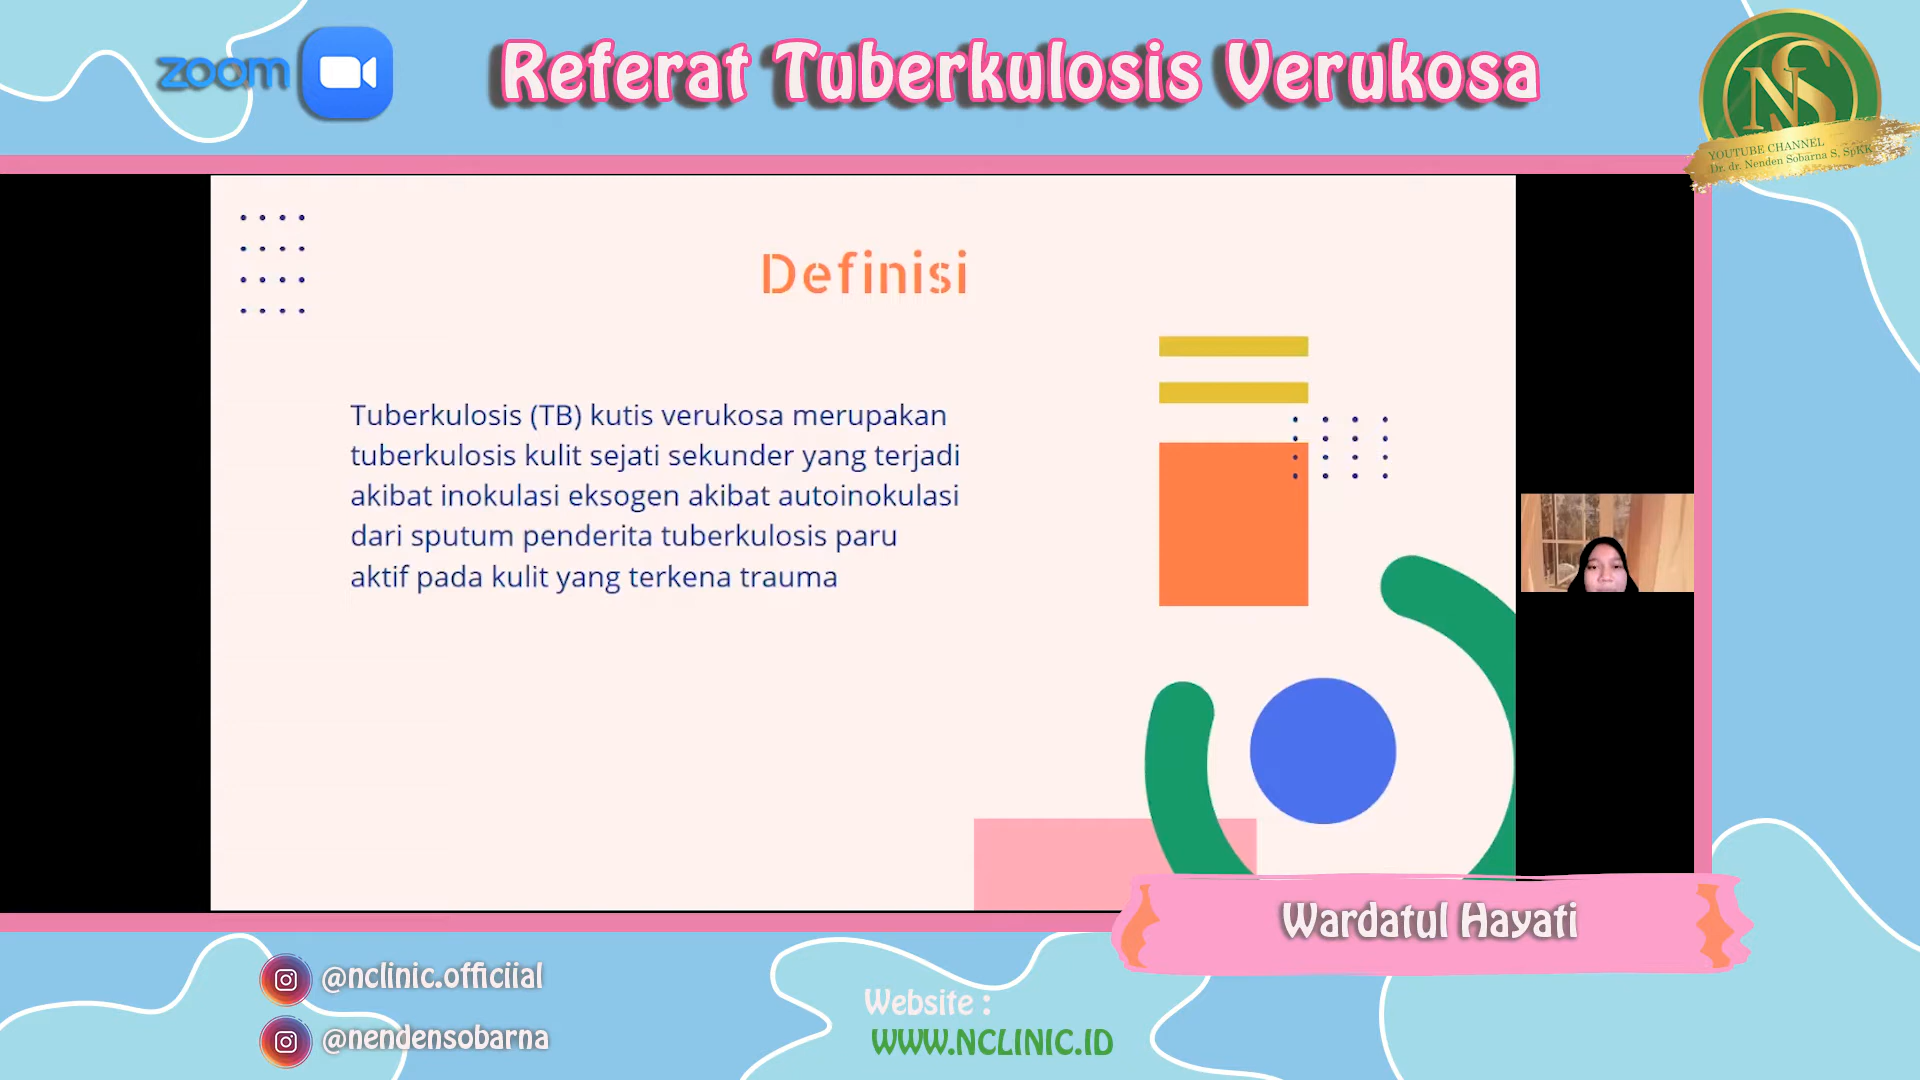 zoom
Referat Tuberkulosis Verukosa
NS
YOUTUBE CHANNEL
Dr. dr. Nenden Sobarna S, SpKK
Definisi
Tuberkulosis (TB) kutis verukosa merupakan
tuberkulosis kulit sejati sekunder yang terjadi
akibat inokulasi eksogen akibat autoinokulasi
dari sputum penderita tuberkulosis paru
aktif pada kulit yang terkena trauma
Wardatul Hayati
@nclinic.officiial
@nendensobarna
Website :
WWW.NCLINIC.ID